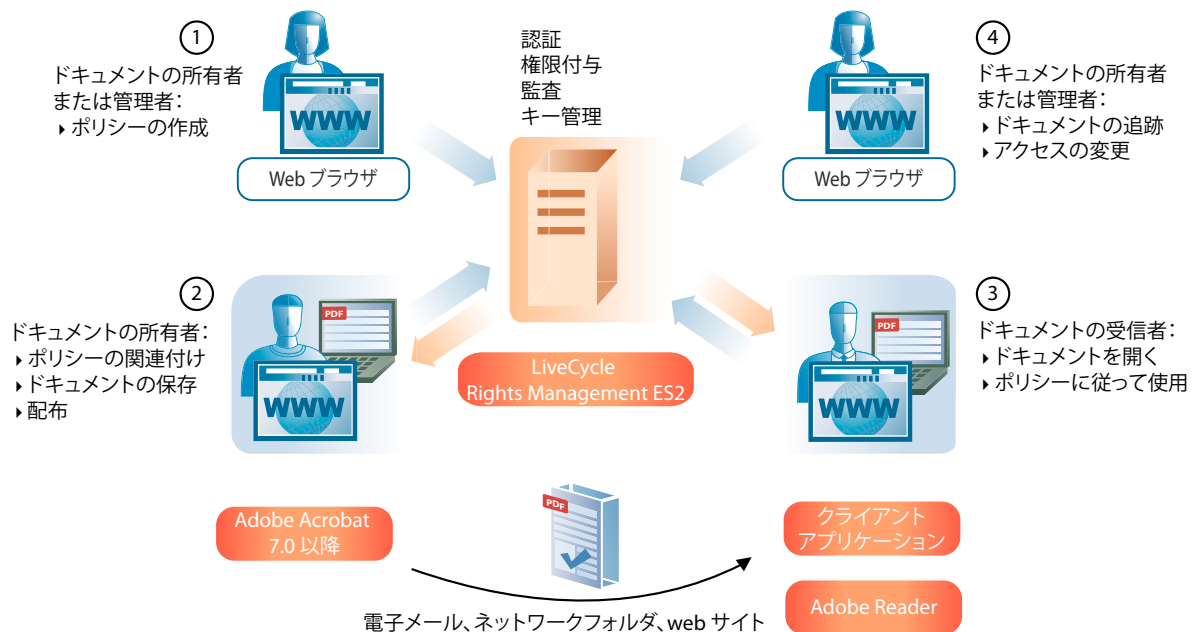 ①
ドキュメントの所有者
または管理者：
▸ポリシーの作成
WWW
Web ブラウザ
認証
権限付与
監査
キー管理
WWW
Web ブラウザ
④
ドキュメントの所有者
または管理者：
▸ドキュメントの追跡
▸アクセスの変更
②
ドキュメントの所有者：
▸ポリシーの関連付け
▸ドキュメントの保存
▸配布
PDF
WWW
LiveCycle
Rights Management ES2
PDF
WWW
③
ドキュメントの受信者：
▸ドキュメントを開く
▸ポリシーに従って使用
Adobe Acrobat
7.0 以降
PDF
クライアント
アプリケーション
Adobe Reader
電子メール、ネットワークフォルダ、web サイト